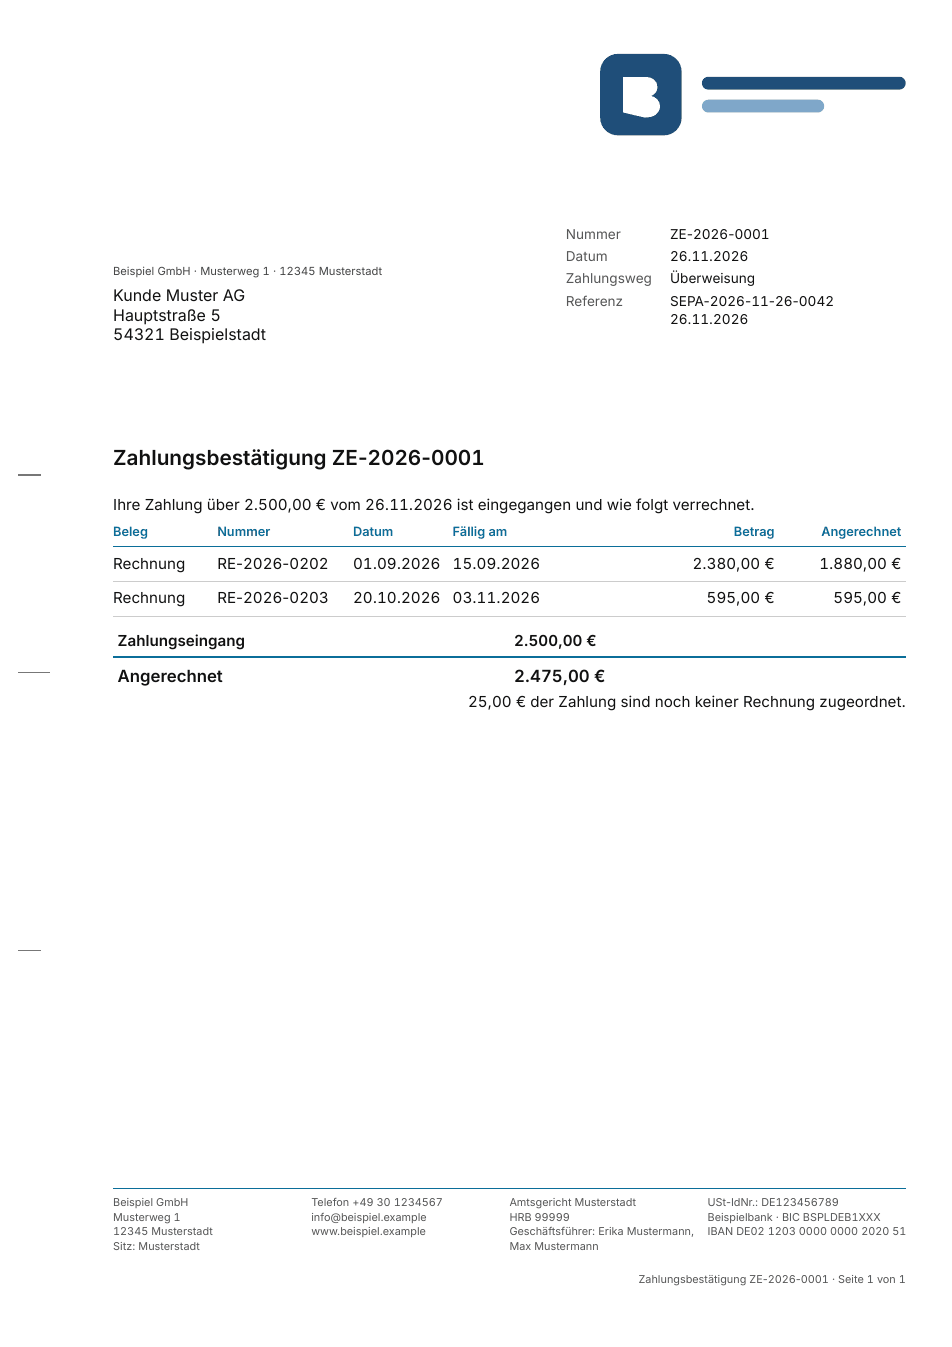 Nummer ZE-2026-0001
Datum 26.11.2026
Zahlungsweg Überweisung
Referenz SEPA-2026-11-26-0042
26.11.2026
Beispiel GmbH · Musterweg 1 · 12345 Musterstadt
Kunde Muster AG
Hauptstraße 5
54321 Beispielstadt
Zahlungsbestätigung ZE-2026-0001
Ihre Zahlung über 2.500,00 € vom 26.11.2026 ist eingegangen und wie folgt verrechnet.
Beleg Nummer Datum Fällig am Betrag Angerechnet
Rechnung RE-2026-0202 01.09.2026 15.09.2026 2.380,00 € 1.880,00 €
Rechnung RE-2026-0203 20.10.2026 03.11.2026 595,00 € 595,00 €
Zahlungseingang 2.500,00 €
Angerechnet 2.475,00 €
25,00 € der Zahlung sind noch keiner Rechnung zugeordnet.
Beispiel GmbH
Musterweg 1
12345 Musterstadt
Sitz: Musterstadt
Telefon +49 30 1234567
info@beispiel.example
www.beispiel.example
Amtsgericht Musterstadt
HRB 99999
Geschäftsführer: Erika Mustermann,
Max Mustermann
USt-IdNr.: DE123456789
Beispielbank · BIC BSPLDEB1XXX
IBAN DE02 1203 0000 0000 2020 51
Zahlungsbestätigung ZE-2026-0001 · Seite 1 von 1